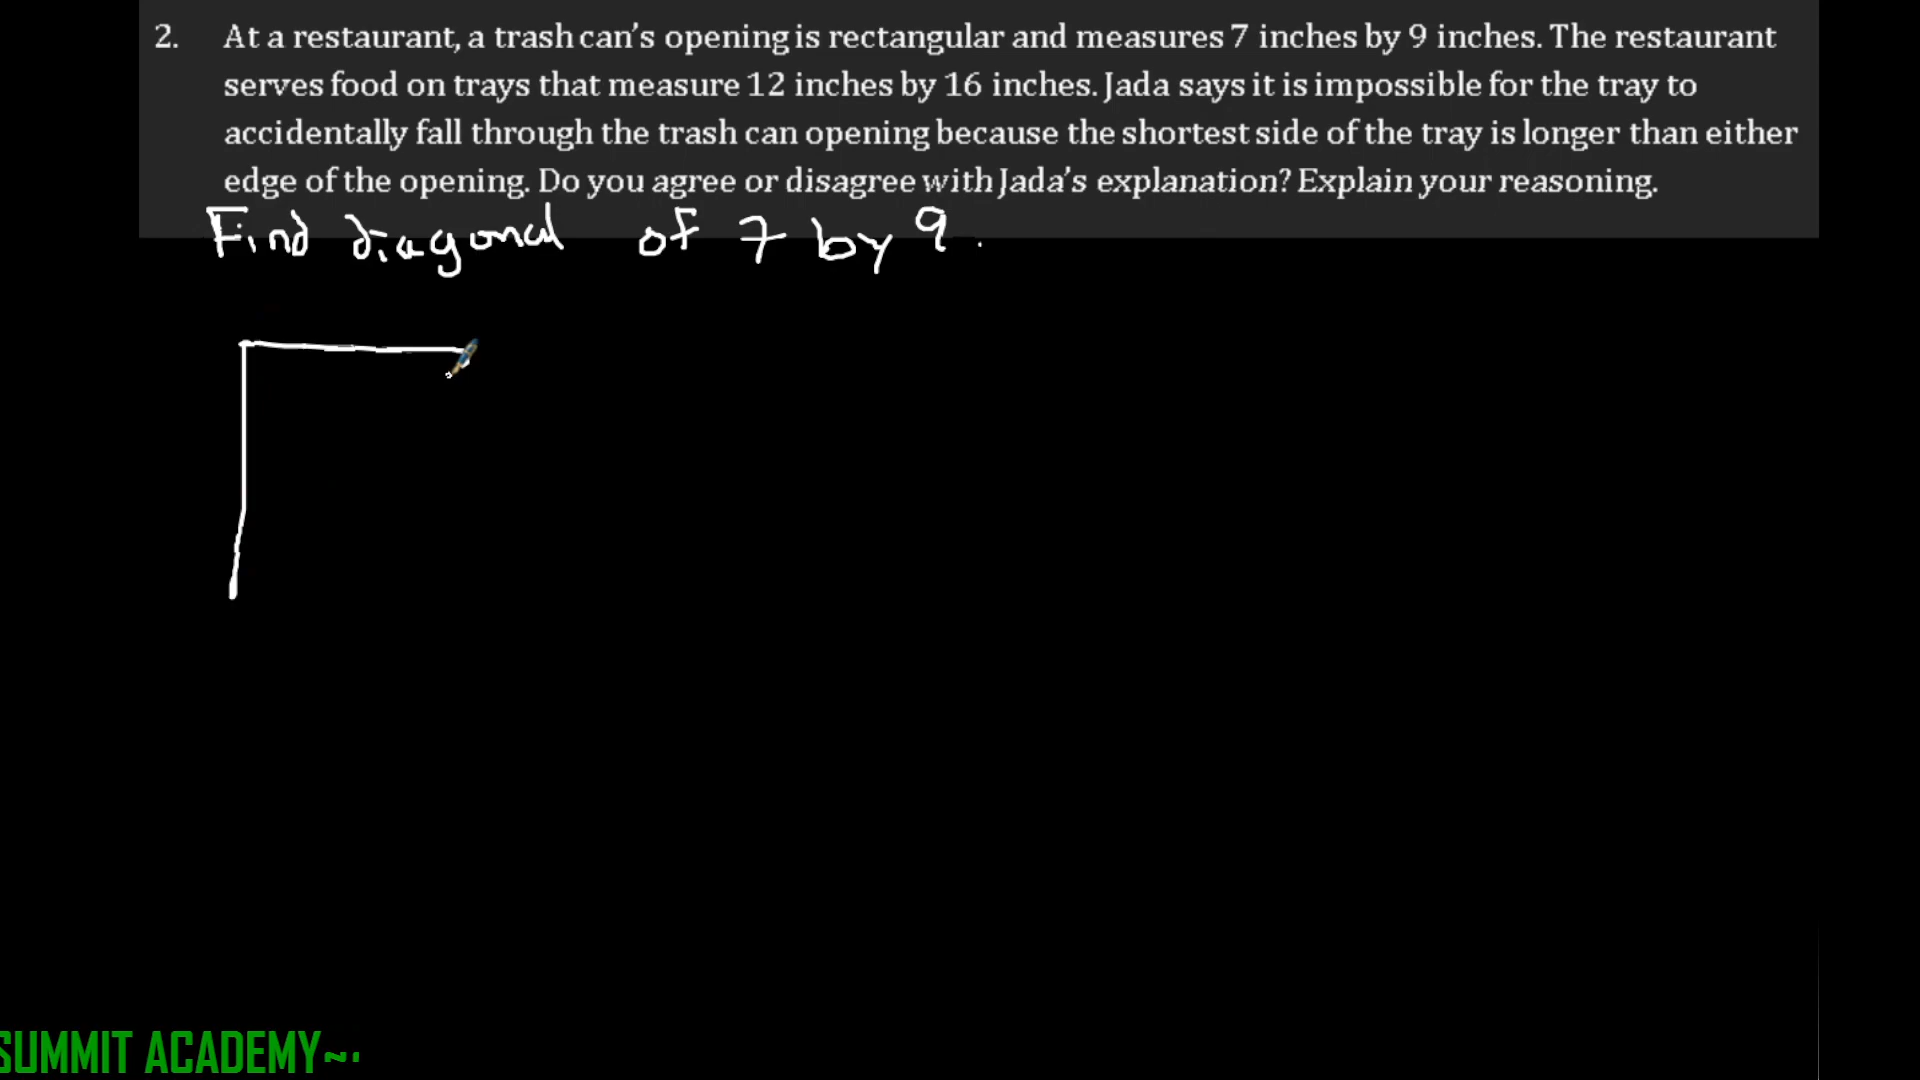 2. At a restaurant, a trash can's opening is rectangular and measures 7 inches by 9 inches. The restaurant
serves food on trays that measure 12 inches by 16 inches. Jada says it is impossible for the tray to
accidentally fall through the trash can opening because the shortest side of the tray is longer than either
edge of the opening. Do you agree or disagree with Jada's explanation? Explain your reasoning.
Find diagonal of 7 by 9.
SUMMIT ACADEMY~·